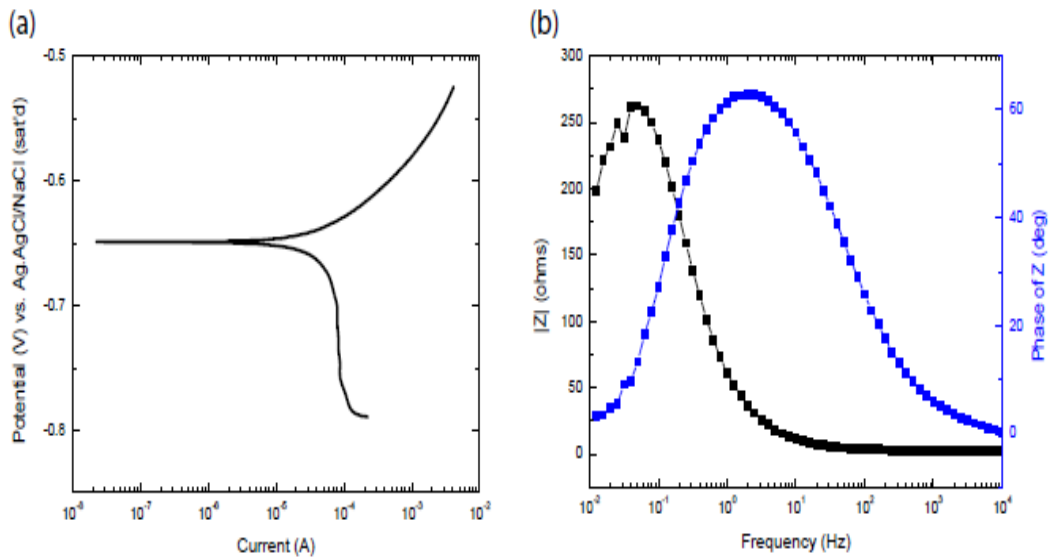 (a)
-0.5
-0.6
-0.7
-0.8
Potential (V) vs. Ag.AgCl/NaCl (sat'd)
10⁻⁸ 10⁻⁷ 10⁻⁶ 10⁻⁵ 10⁻⁴ 10⁻³ 10⁻²
Current (A)
(b)
300
250
200
150
100
50
0
|Z| (ohms)
60
40
20
0
Phase of Z (deg)
10⁻² 10⁻¹ 10⁰ 10¹ 10² 10³ 10⁴
Frequency (Hz)